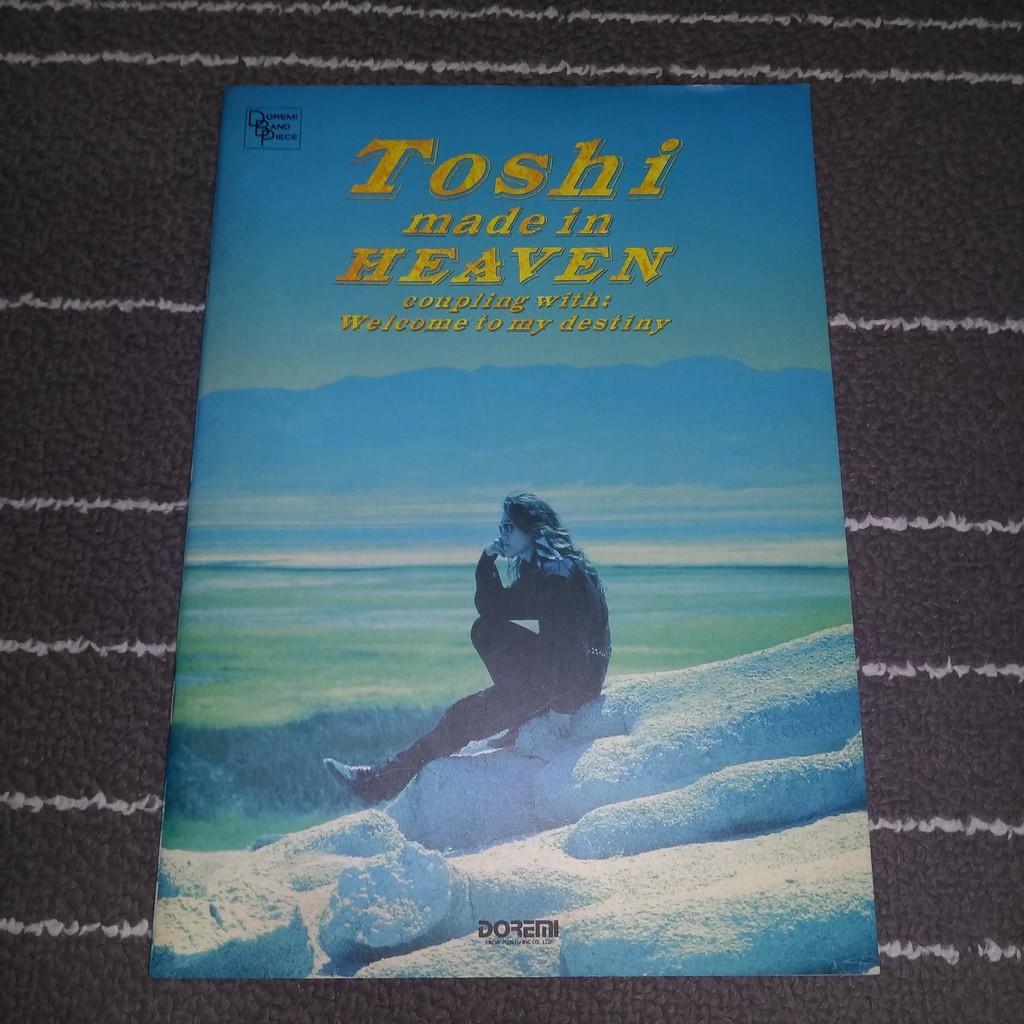 DOREMI
BAND
PIECE
Toshi
made in
HEAVEN
coupling with:
Welcome to my destiny
DOREMI